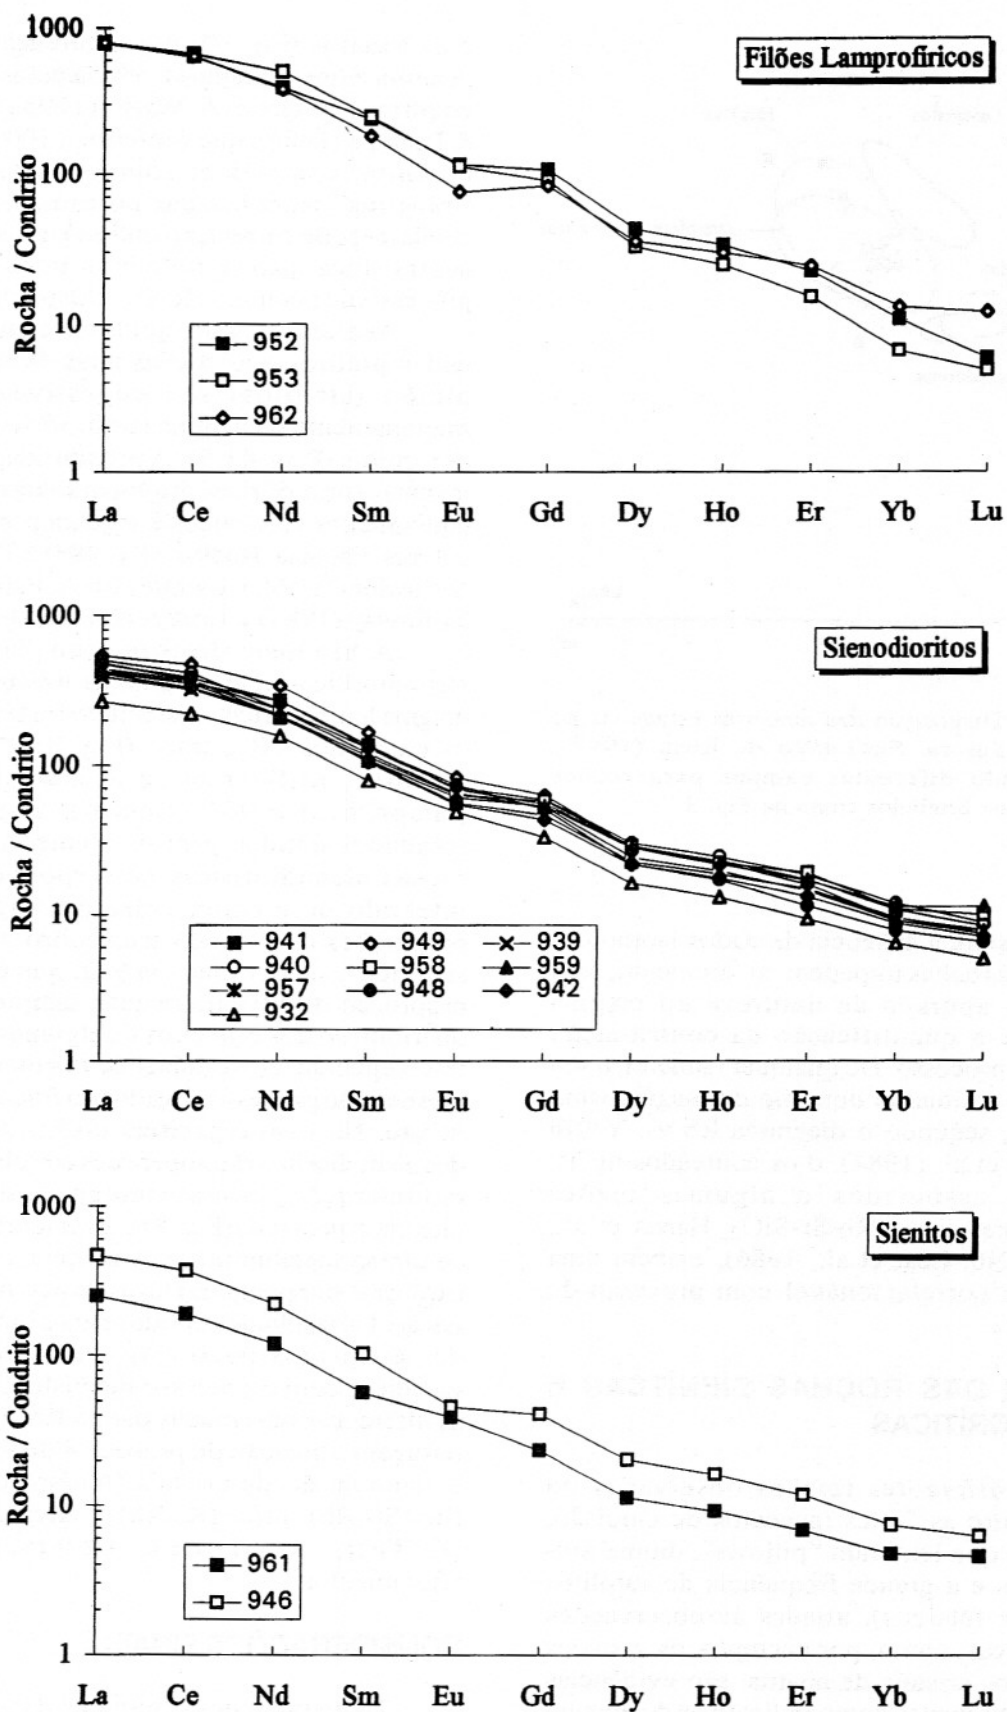 1000
Filões Lamprofíricos
100
Rocha / Condrito
10
952
953
962
1
La Ce Nd Sm Eu Gd Dy Ho Er Yb Lu
1000
Sienodioritos
100
Rocha / Condrito
10
941 949 939
940 958 959
957 948 942
932
1
La Ce Nd Sm Eu Gd Dy Ho Er Yb Lu
1000
Sienitos
100
Rocha / Condrito
10
961
946
1
La Ce Nd Sm Eu Gd Dy Ho Er Yb Lu